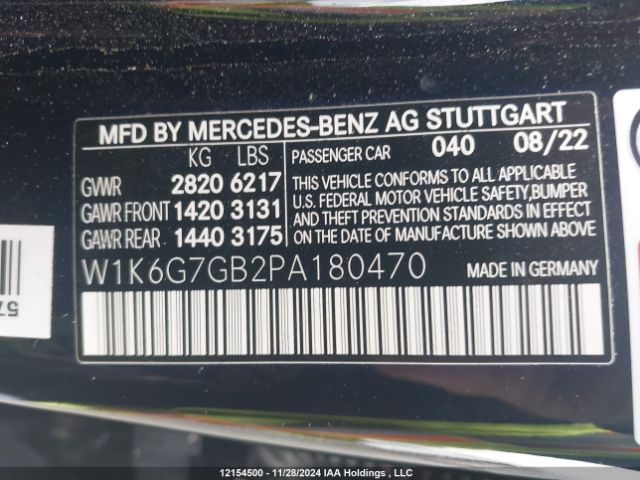 MFD BY MERCEDES-BENZ AG STUTTGART
KG LBS PASSENGER CAR 040 08/22
GVWR 2820 6217
GAWR FRONT 1420 3131
GAWR REAR 1440 3175
THIS VEHICLE CONFORMS TO ALL APPLICABLE
U.S. FEDERAL MOTOR VEHICLE SAFETY,BUMPER
AND THEFT PREVENTION STANDARDS IN EFFECT
ON THE DATE OF MANUFACTURE SHOWN ABOVE
W1K6G7GB2PA180470 MADE IN GERMANY
12154500 - 11/28/2024 IAA Holdings , LLC